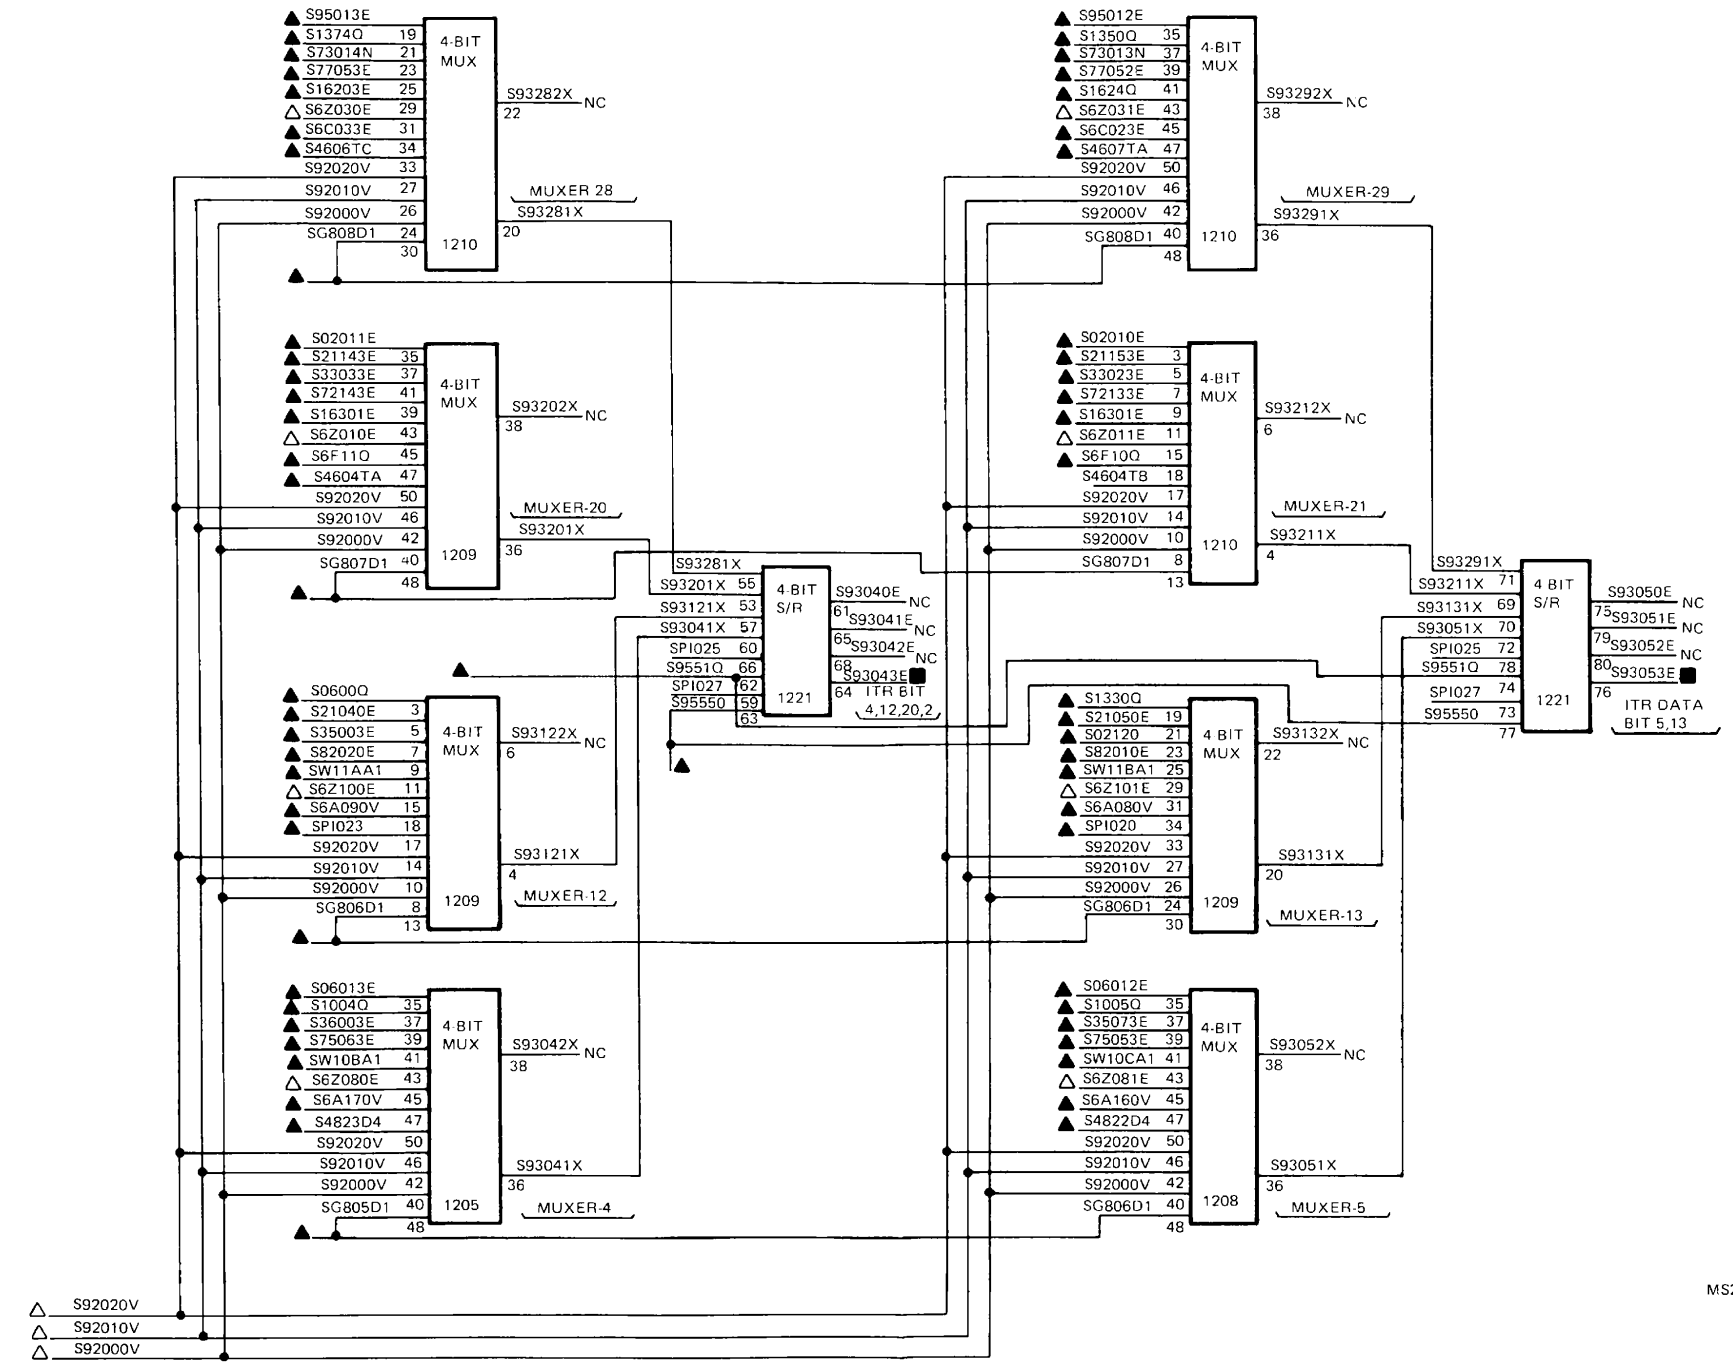 S95013E
S1374Q 19
S73014N 21
S77053E 23
S16203E 25
S6Z030E 29
S6C033E 31
S4606TC 34
S92020V 33
S92010V 27
S92000V 26
SG808D1 24
30
4-BIT
MUX
1210
S93282X
NC
22
MUXER 28
S93281X
20
S95012E
S1350Q 35
S73013N 37
S77052E 39
S1624Q 41
S6Z031E 43
S6C023E 45
S4607TA 47
S92020V 50
S92010V 46
S92000V 42
SG808D1 40
48
4-BIT
MUX
1210
S93292X
NC
38
MUXER-29
S93291X
36
S02011E
S21143E 35
S33033E 37
S72143E 41
S16301E 39
S6Z010E 43
S6F11Q 45
S4604TA 47
S92020V 50
S92010V 46
S92000V 42
SG807D1 40
48
4-BIT
MUX
1209
S93202X
NC
38
MUXER-20
S93201X
36
S02010E
S21153E 3
S33023E 5
S72133E 7
S16301E 9
S6Z011E 11
S6F10Q 15
S4604TB 18
S92020V 17
S92010V 14
S92000V 10
SG807D1 8
13
4-BIT
MUX
1210
S93212X
NC
6
MUXER-21
S93211X
4
S93281X
S93201X 55
S93121X 53
S93041X 57
SPI025 60
S9551Q 66
SPI027 62
S95550 59
63
4-BIT
S/R
1221
S93040E
NC
61 S93041E
NC
65 S93042E
NC
68 S93043E
64 ITR BIT
4,12,20,2
S93291X
S93211X 71
S93131X 69
S93051X 70
SPI025 72
S9551Q 78
SPI027 74
S95550 73
77
4 BIT
S/R
1221
S93050E
NC
75 S93051E
NC
79 S93052E
NC
80 S93053E
76
ITR DATA
BIT 5,13
S0600Q
S21040E 3
S35003E 5
S82020E 7
SW11AA1 9
S6Z100E 11
S6A090V 15
SPI023 18
S92020V 17
S92010V 14
S92000V 10
SG806D1 8
13
4-BIT
MUX
1209
S93122X
NC
6
S93121X
4
MUXER-12
S1330Q
S21050E 19
S02120 21
S82010E 23
SW11BA1 25
S6Z101E 29
S6A080V 31
SPI020 34
S92020V 33
S92010V 27
S92000V 26
SG806D1 24
30
4 BIT
MUX
1209
S93132X
NC
22
S93131X
20
MUXER-13
S06013E
S1004Q 35
S36003E 37
S75063E 39
SW10BA1 41
S6Z080E 43
S6A170V 45
S4823D4 47
S92020V 50
S92010V 46
S92000V 42
SG805D1 40
48
4-BIT
MUX
1205
S93042X
NC
38
S93041X
36
MUXER-4
S06012E
S1005Q 35
S35073E 37
S75053E 39
SW10CA1 41
S6Z081E 43
S6A160V 45
S4822D4 47
S92020V 50
S92010V 46
S92000V 42
SG806D1 40
48
4-BIT
MUX
1208
S93052X
NC
38
S93051X
36
MUXER-5
S92020V
S92010V
S92000V